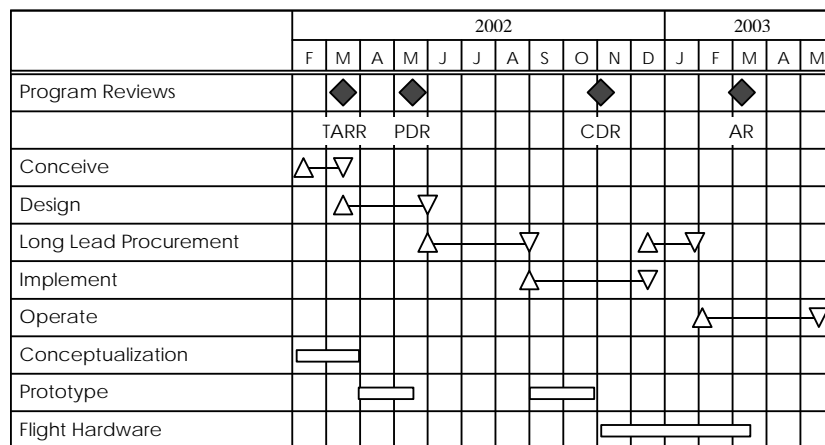 2002 2003
F M A M J J A S O N D J F M A M
Program Reviews
TARR PDR CDR AR
Conceive
Design
Long Lead Procurement
Implement
Operate
Conceptualization
Prototype
Flight Hardware